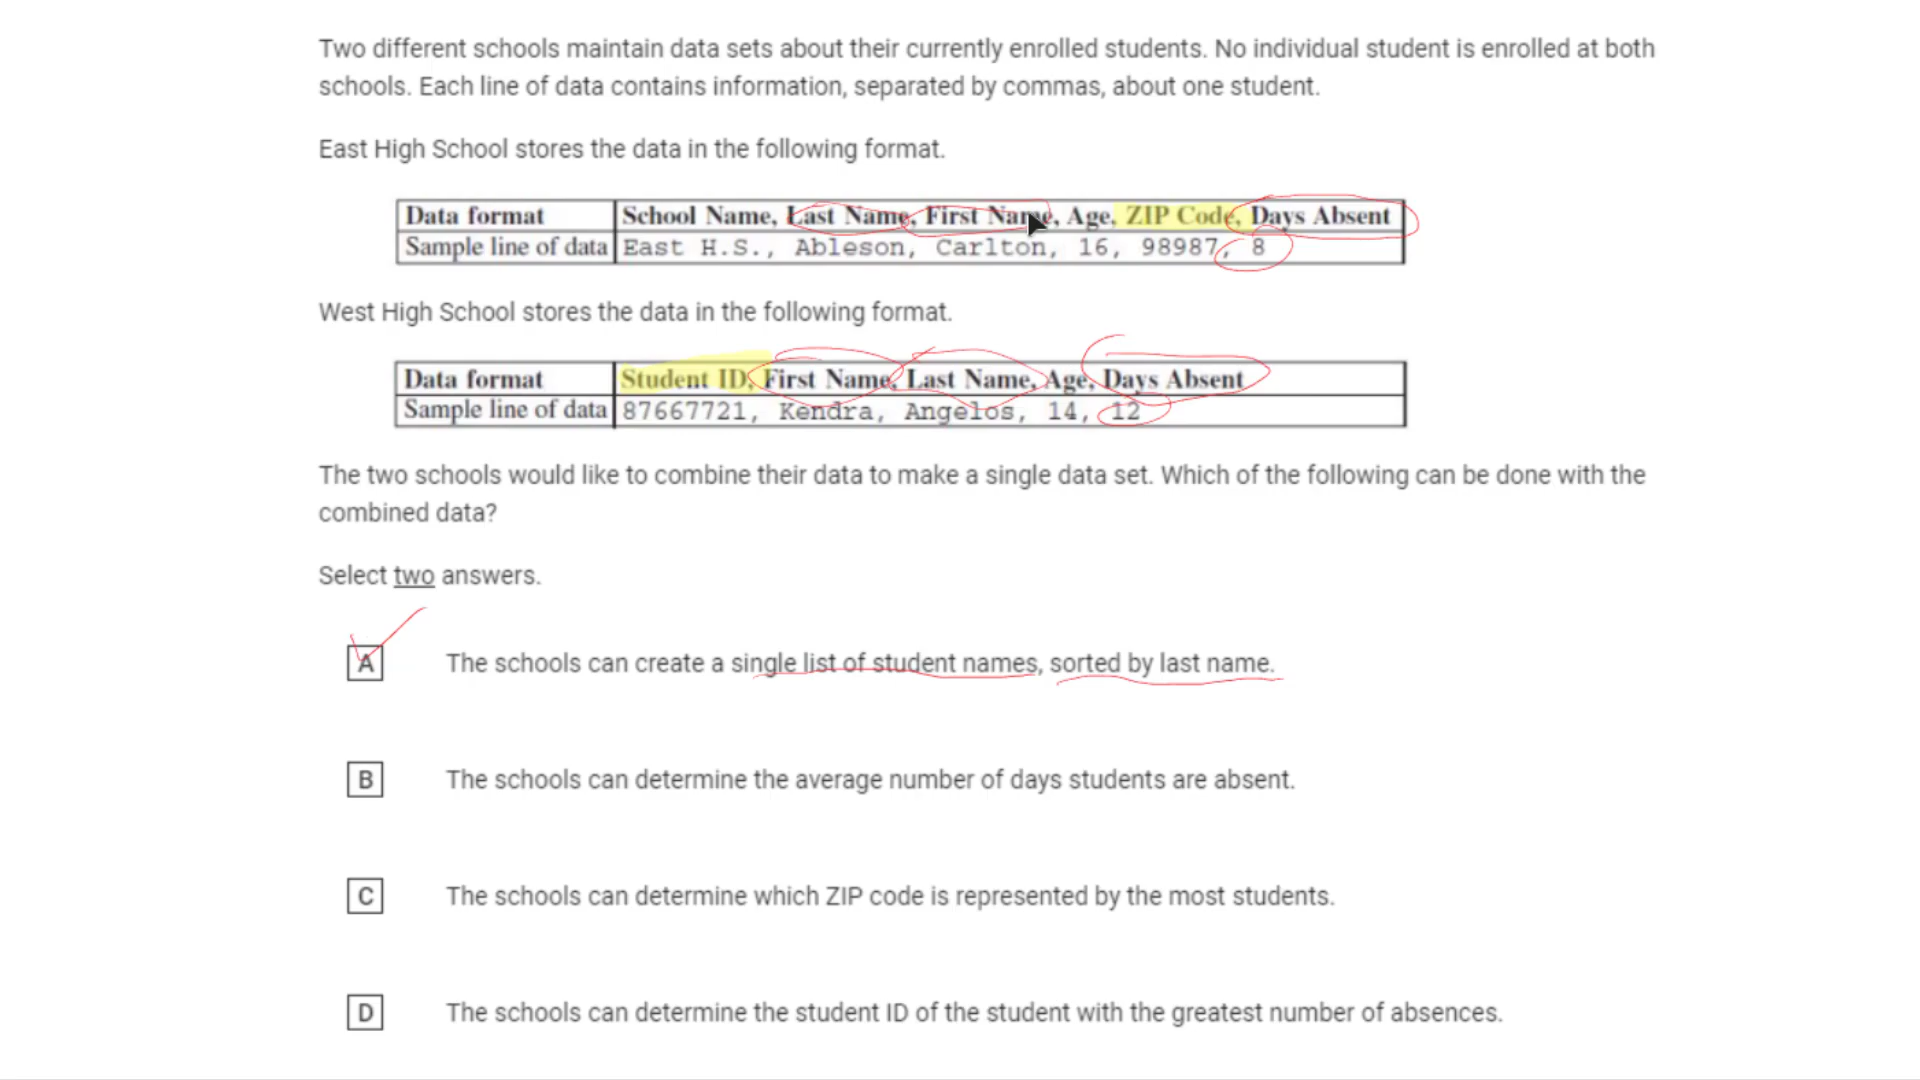 Two different schools maintain data sets about their currently enrolled students. No individual student is enrolled at both
schools. Each line of data contains information, separated by commas, about one student.
East High School stores the data in the following format.
Data format School Name, Last Name, First Name, Age, ZIP Code, Days Absent
Sample line of data East H.S., Ableson, Carlton, 16, 98987, 8
West High School stores the data in the following format.
Data format Student ID, First Name, Last Name, Age, Days Absent
Sample line of data 87667721, Kendra, Angelos, 14, 12
The two schools would like to combine their data to make a single data set. Which of the following can be done with the
combined data?
Select two answers.
A The schools can create a single list of student names, sorted by last name.
B The schools can determine the average number of days students are absent.
C The schools can determine which ZIP code is represented by the most students.
D The schools can determine the student ID of the student with the greatest number of absences.